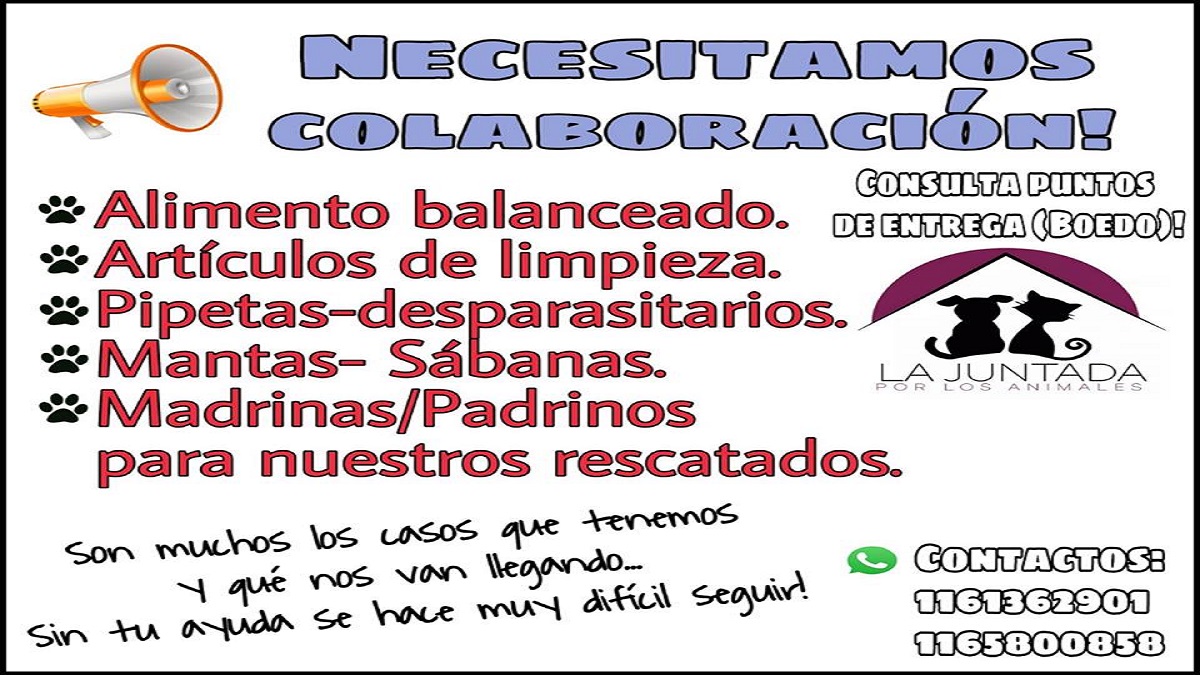 NECESITAMOS
COLABORACIÓN!
Alimento balanceado.
Artículos de limpieza.
Pipetas-desparasitarios.
Mantas- Sábanas.
Madrinas/Padrinos
para nuestros rescatados.
CONSULTA PUNTOS
DE ENTREGA (BOEDO)!
LA JUNTADA
POR LOS ANIMALES
Son muchos los casos que tenemos
Y qué nos van llegando...
Sin tu ayuda se hace muy difícil seguir!
CONTACTOS:
1161362901
1165800858